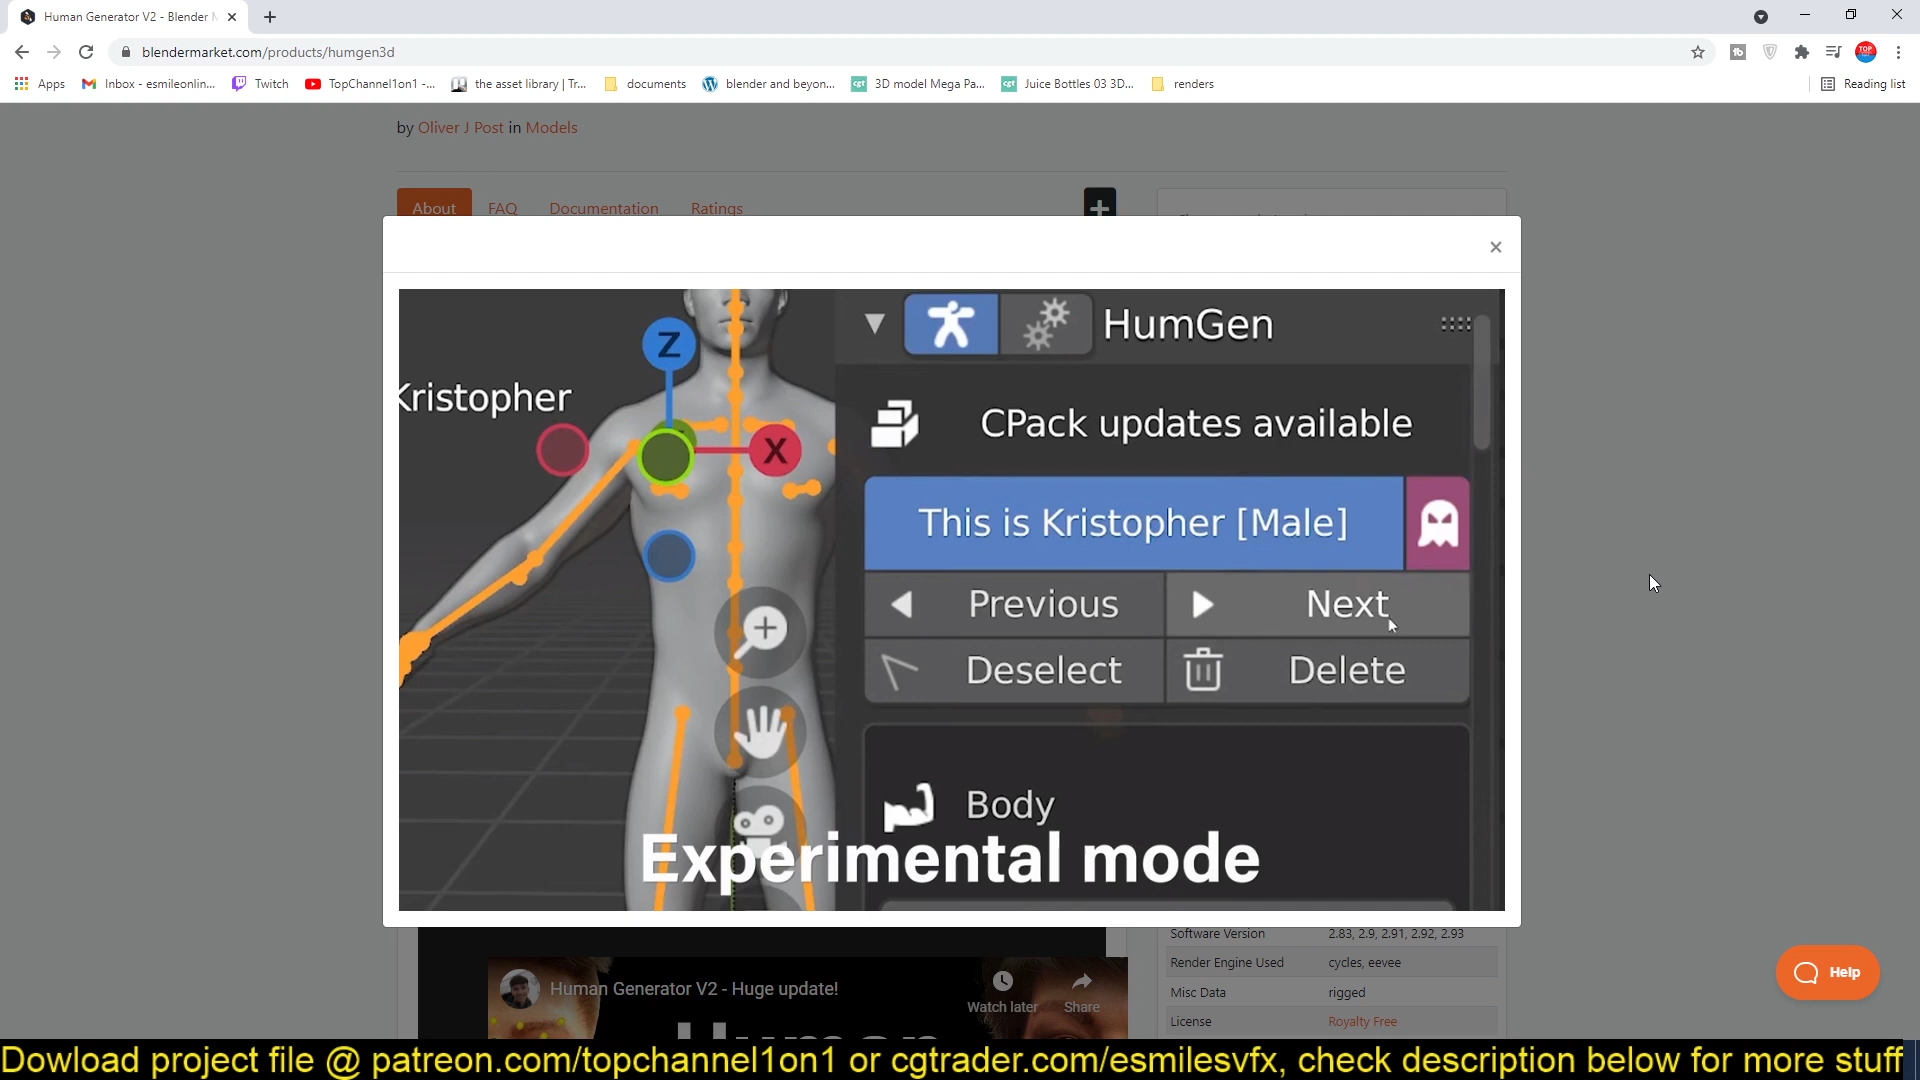 Human Generator V2 - Blender M
blendermarket.com/products/humgen3d
Apps
Inbox - esmileonlin...
Twitch
TopChannel1on1 -...
the asset library | Tr...
documents
blender and beyon...
3D model Mega Pa...
Juice Bottles 03 3D...
renders
Reading list
by Oliver J Post in Models
About
FAQ
Documentation
Ratings
HumGen
Z
Kristopher
X
CPack updates available
This is Kristopher [Male]
Previous
Next
Deselect
Delete
Body
Experimental mode
Software Version 2.83, 2.9, 2.91, 2.92, 2.93
Render Engine Used cycles, eevee
Misc Data rigged
License Royalty Free
Human Generator V2 - Huge update!
Watch later
Share
Help
Dowload project file @ patreon.com/topchannel1on1 or cgtrader.com/esmilesvfx, check description below for more stuff